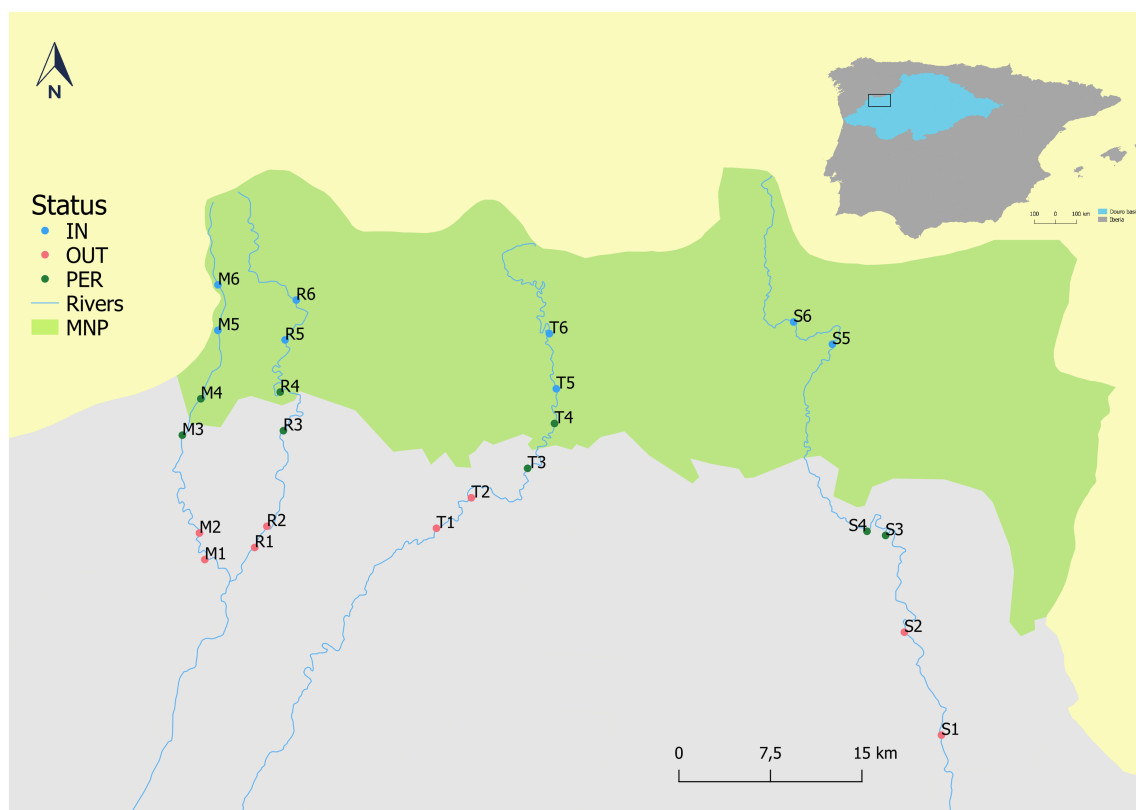 N
Status
IN
OUT
PER
Rivers
MNP
100 0 100 km
Douro basi
Iberia
M6
R6
M5
R5
T6
S6
S5
M4
R4
T5
T4
M3
R3
T3
T2
T1
M2
R2
M1
R1
S4
S3
S2
S1
0 7,5 15 km